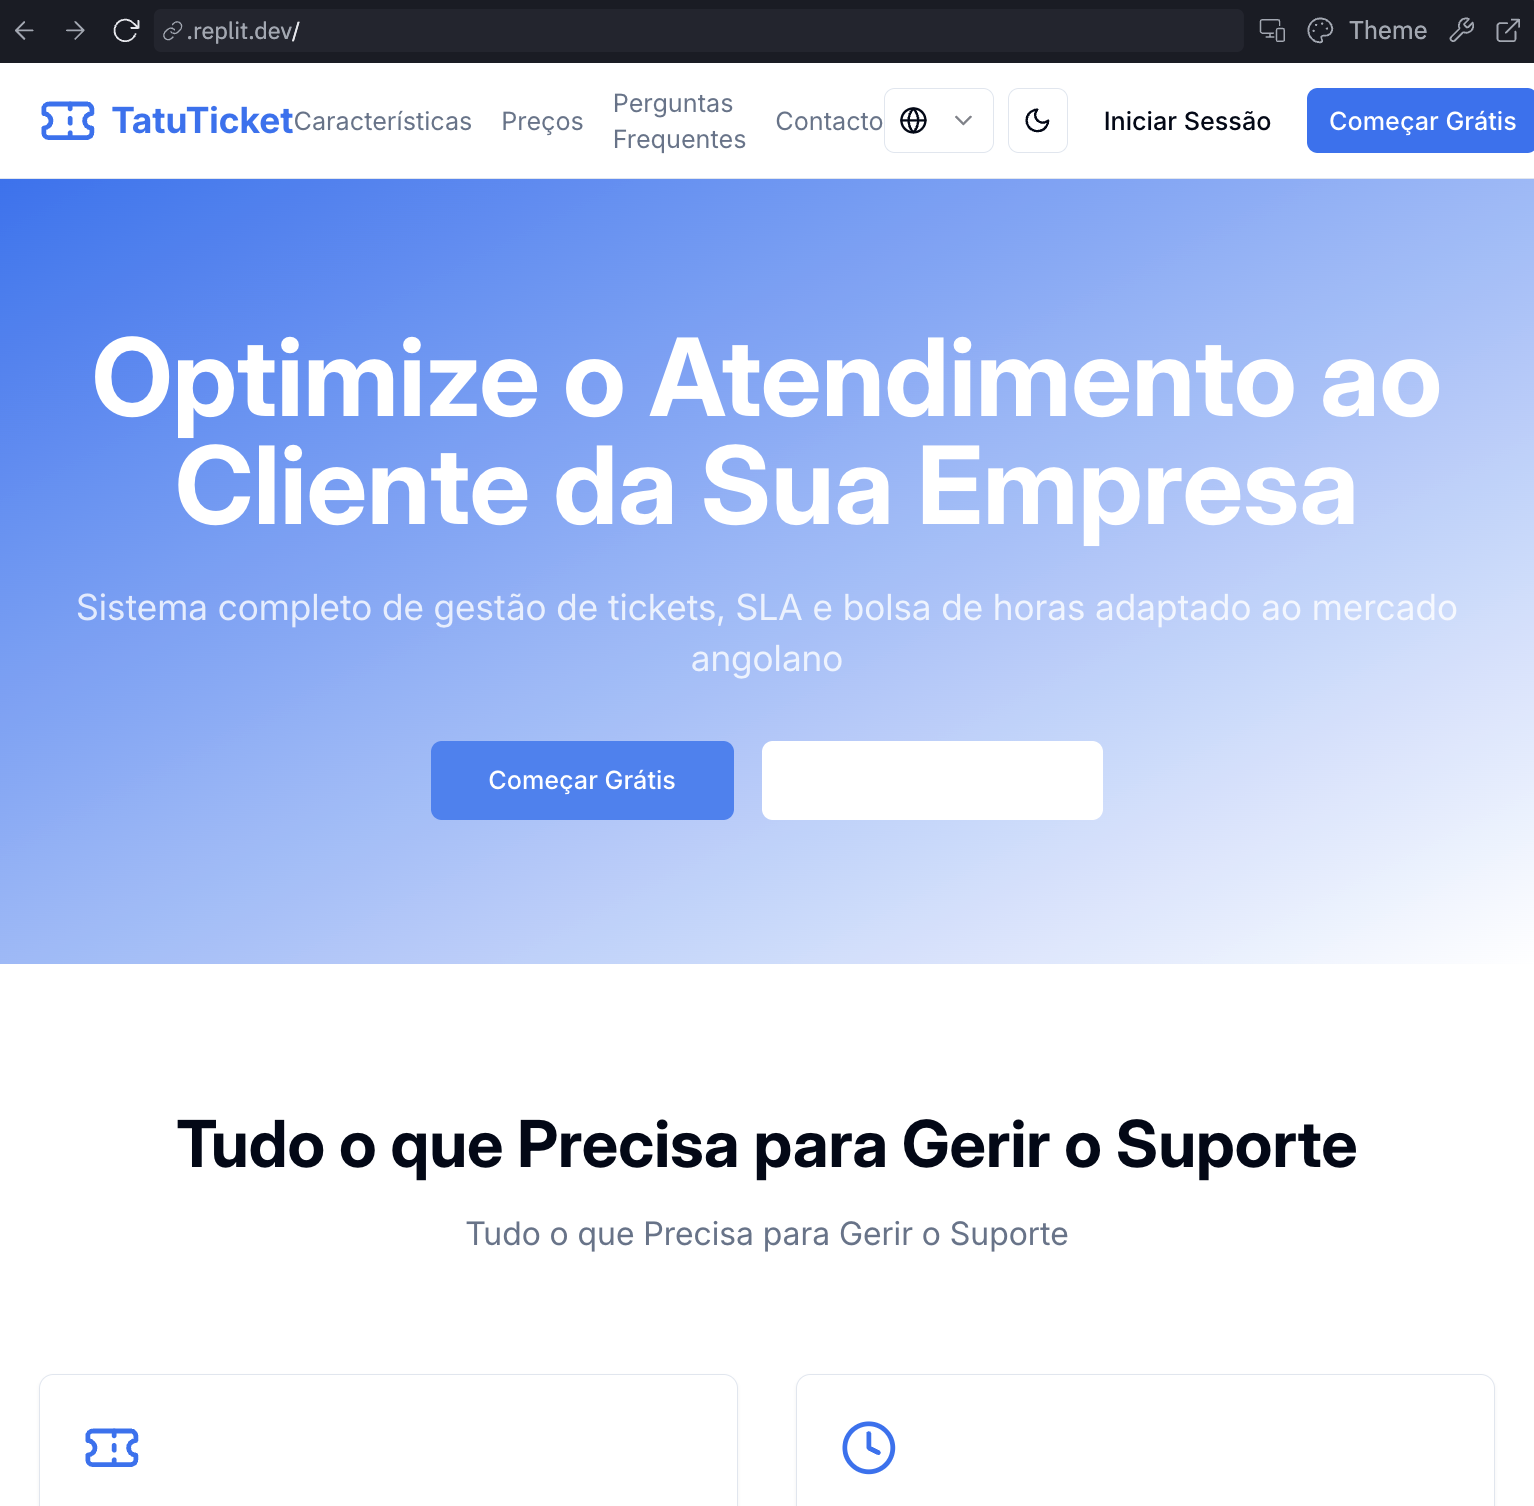 .replit.dev/
Theme
TatuTicket
Características
Preços
Perguntas
Frequentes
Contacto
Iniciar Sessão
Começar Grátis
Optimize o Atendimento ao
Cliente da Sua Empresa
Sistema completo de gestão de tickets, SLA e bolsa de horas adaptado ao mercado
angolano
Começar Grátis
Tudo o que Precisa para Gerir o Suporte
Tudo o que Precisa para Gerir o Suporte